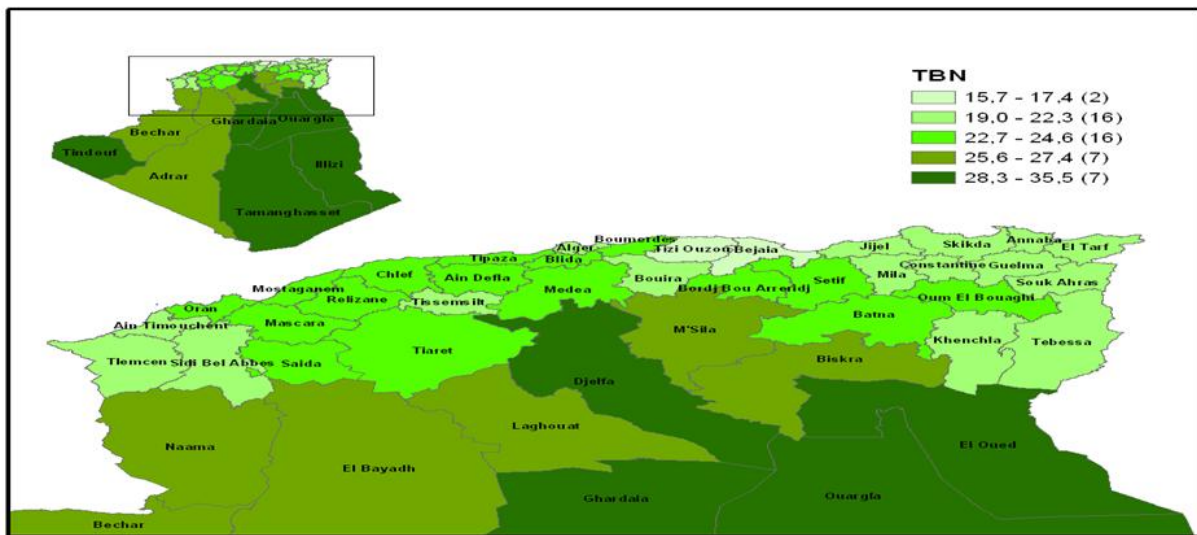 TBN
15,7 - 17,4 (2)
19,0 - 22,3 (16)
22,7 - 24,6 (16)
25,6 - 27,4 (7)
28,3 - 35,5 (7)
Ghardaia
Ouargla
Bechar
Tindouf
Illizi
Adrar
Tamanghasset
Boumerdes
Alger
Tizi Ouzou
Bejaia
Jijel
Skikda
Annaba
El Tarf
Tipaza
Blida
Chlef
Ain Defla
Medea
Bouira
Bordj Bou Arreridj
Setif
Mila
Constantine
Guelma
Souk Ahras
Mostaganem
Relizane
Tissemsilt
Oum El Bouaghi
Oran
Ain Timouchent
Mascara
Tiaret
M'Sila
Batna
Khenchla
Tebessa
Tlemcen
Sidi Bel Abbes
Saida
Djelfa
Biskra
Laghouat
Naama
El Bayadh
El Oued
Ghardaia
Ouargla
Bechar